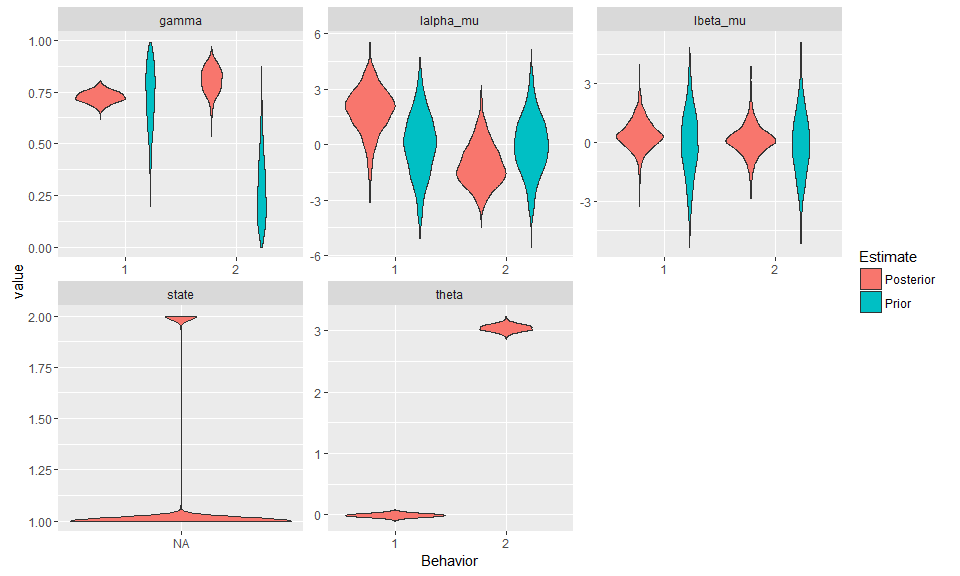 gamma
lalpha_mu
lbeta_mu
1.00
0.75
0.50
0.25
0.00
1 2
6
3
0
-3
-6
1 2
3
0
-3
1 2
value
state
theta
2.00
1.75
1.50
1.25
1.00
NA
3
2
1
0
1 2
Behavior
Estimate
Posterior
Prior